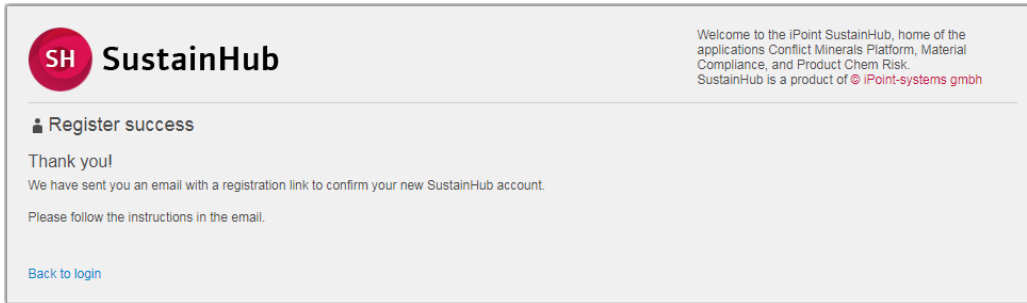 SH SustainHub
Welcome to the iPoint SustainHub, home of the
applications Conflict Minerals Platform, Material
Compliance, and Product Chem Risk.
SustainHub is a product of © iPoint-systems gmbh
Register success
Thank you!
We have sent you an email with a registration link to confirm your new SustainHub account.
Please follow the instructions in the email.
Back to login